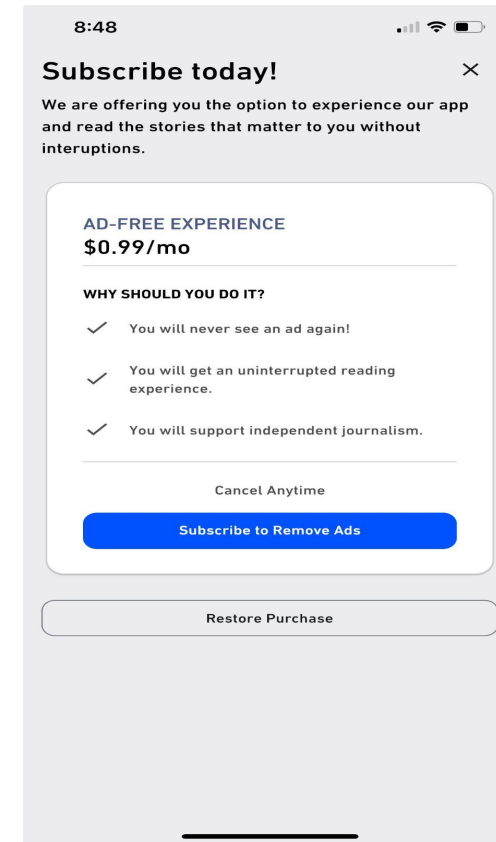 8:48
Subscribe today!
We are offering you the option to experience our app
and read the stories that matter to you without
interuptions.
AD-FREE EXPERIENCE
$0.99/mo
WHY SHOULD YOU DO IT?
You will never see an ad again!
You will get an uninterrupted reading
experience.
You will support independent journalism.
Cancel Anytime
Subscribe to Remove Ads
Restore Purchase